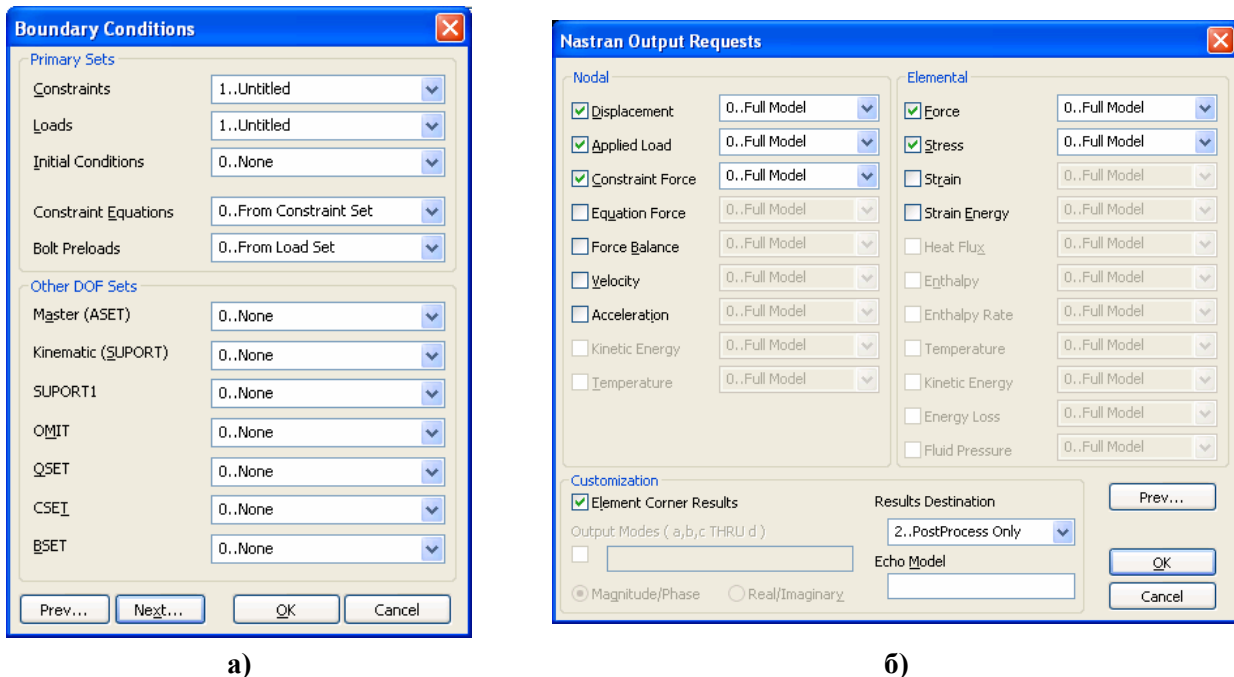 Boundary Conditions
Primary Sets
Constraints 1..Untitled
Loads 1..Untitled
Initial Conditions 0..None
Constraint Equations 0..From Constraint Set
Bolt Preloads 0..From Load Set
Other DOF Sets
Master (ASET) 0..None
Kinematic (SUPORT) 0..None
SUPORT1 0..None
OMIT 0..None
QSET 0..None
CSET 0..None
BSET 0..None
Prev... Next... OK Cancel
а)
Nastran Output Requests
Nodal
Displacement 0..Full Model
Applied Load 0..Full Model
Constraint Force 0..Full Model
Equation Force 0..Full Model
Force Balance 0..Full Model
Velocity 0..Full Model
Acceleration 0..Full Model
Kinetic Energy 0..Full Model
Temperature 0..Full Model
Elemental
Force 0..Full Model
Stress 0..Full Model
Strain 0..Full Model
Strain Energy 0..Full Model
Heat Flux 0..Full Model
Enthalpy 0..Full Model
Enthalpy Rate 0..Full Model
Temperature 0..Full Model
Kinetic Energy 0..Full Model
Energy Loss 0..Full Model
Fluid Pressure 0..Full Model
Customization
Element Corner Results
Output Modes ( a,b,c THRU d )
Magnitude/Phase Real/Imaginary
Results Destination
2..PostProcess Only
Echo Model
Prev...
OK
Cancel
б)